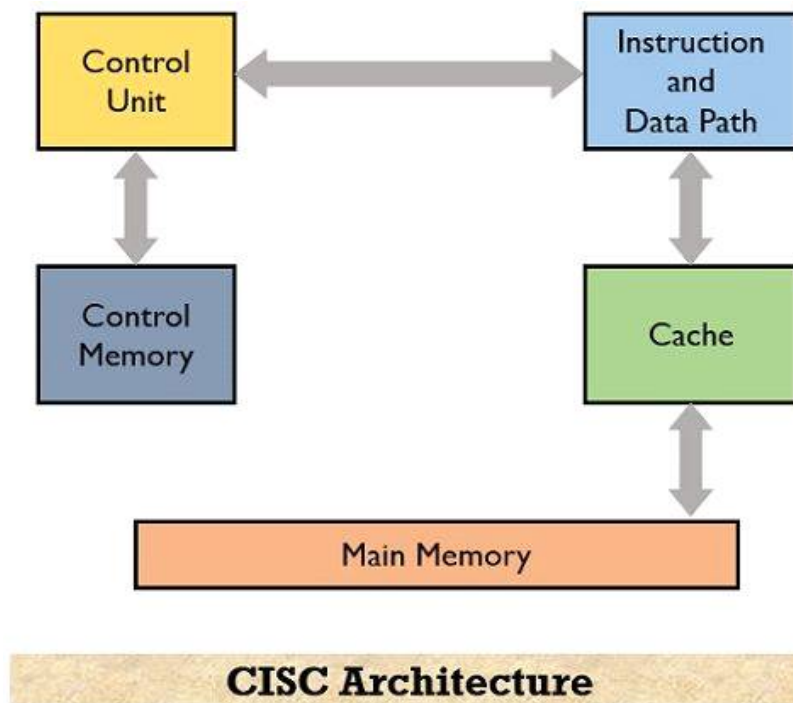 Control
Unit
Instruction
and
Data Path
Control
Memory
Cache
Main Memory
CISC Architecture